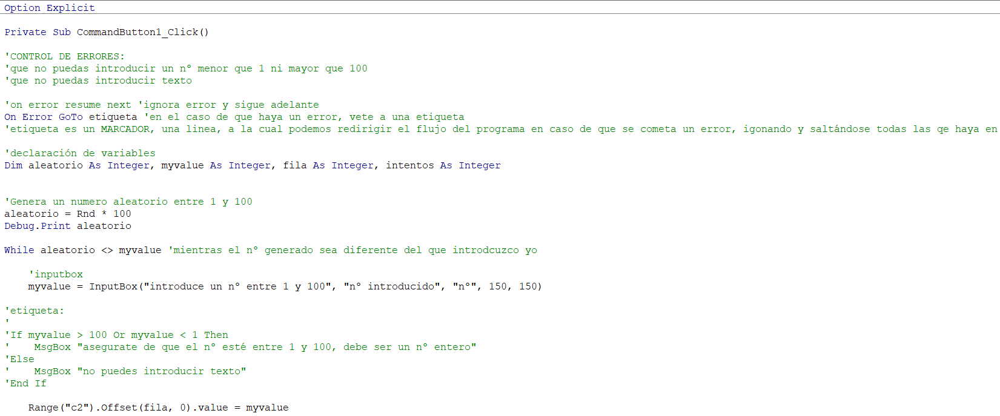 Option Explicit
Private Sub CommandButton1_Click()
'CONTROL DE ERRORES:
'que no puedas introducir un nº menor que 1 ni mayor que 100
'que no puedas introducir texto
'on error resume next 'ignora error y sigue adelante
On Error GoTo etiqueta 'en el caso de que haya un error, vete a una etiqueta
'etiqueta es un MARCADOR, una linea, a la cual podemos redirigir el flujo del programa en caso de que se cometa un error, igonando y saltándose todas las qe haya en
'declaración de variables
Dim aleatorio As Integer, myvalue As Integer, fila As Integer, intentos As Integer
'Genera un numero aleatorio entre 1 y 100
aleatorio = Rnd * 100
Debug.Print aleatorio
While aleatorio <> myvalue 'mientras el nº generado sea diferente del que introdcuzco yo
'inputbox
myvalue = InputBox("introduce un nº entre 1 y 100", "nº introducido", "nº", 150, 150)
'etiqueta:
'
'If myvalue > 100 Or myvalue < 1 Then
'    MsgBox "asegurate de que el nº esté entre 1 y 100, debe ser un nº entero"
'Else
'    MsgBox "no puedes introducir texto"
'End If
Range("c2").Offset(fila, 0).value = myvalue